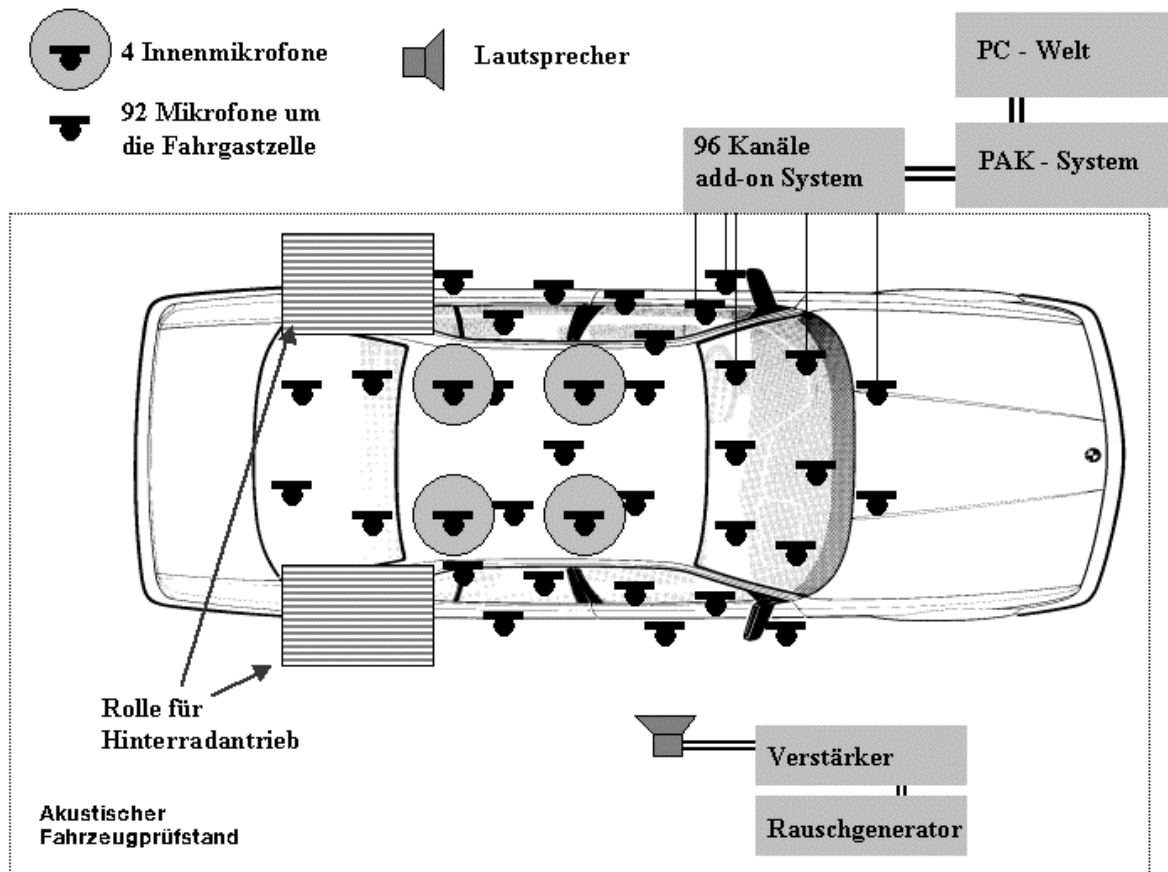 4 Innenmikrofone
Lautsprecher
92 Mikrofone um
die Fahrgastzelle
PC - Welt
96 Kanäle
add-on System
PAK - System
Rolle für
Hinterradantrieb
Verstärker
Rauschgenerator
Akustischer
Fahrzeugprüfstand